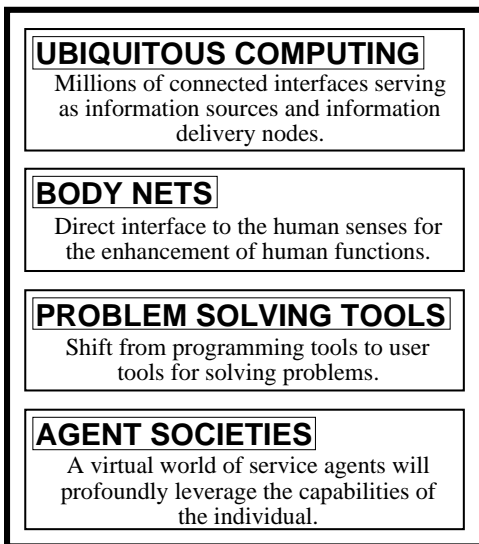 UBIQUITOUS COMPUTING
Millions of connected interfaces serving
as information sources and information
delivery nodes.
BODY NETS
Direct interface to the human senses for
the enhancement of human functions.
PROBLEM SOLVING TOOLS
Shift from programming tools to user
tools for solving problems.
AGENT SOCIETIES
A virtual world of service agents will
profoundly leverage the capabilities of
the individual.